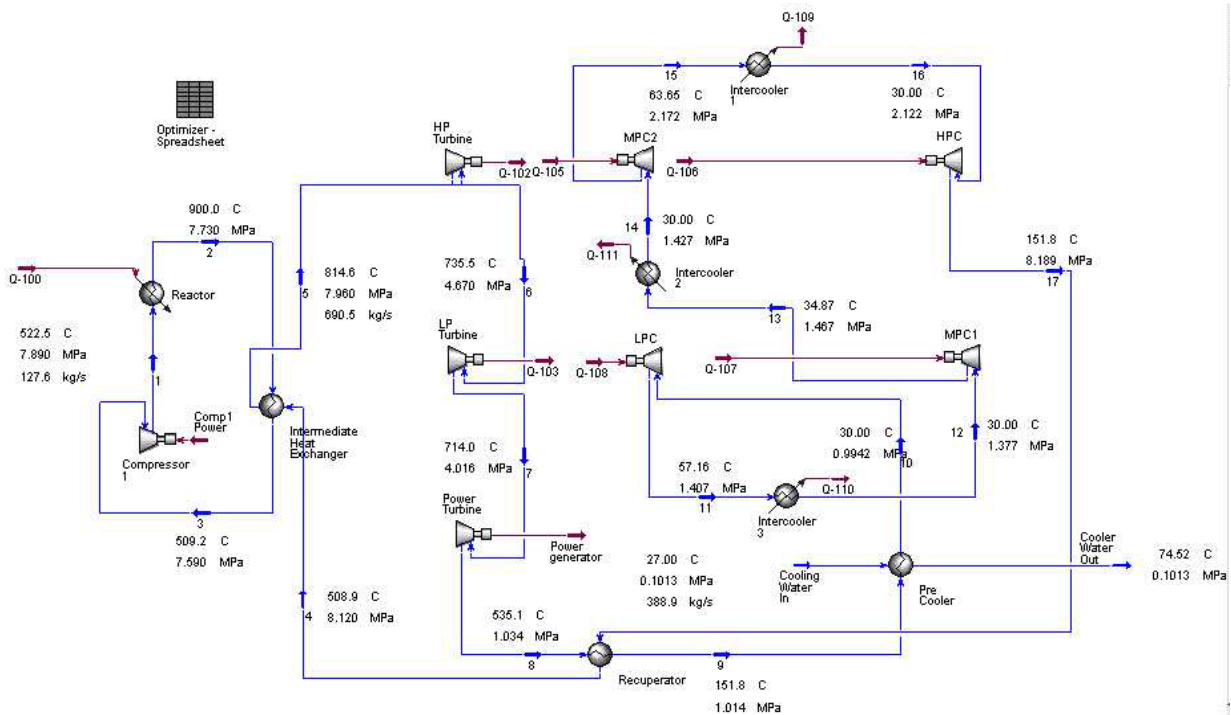 Q-109
15
16
Intercooler
1
63.65 C
2.172 MPa
30.00 C
2.122 MPa
Optimizer -
Spreadsheet
HP
Turbine
MPC2
HPC
Q-102
Q-105
Q-106
900.0 C
7.730 MPa
2
14
30.00 C
1.427 MPa
Q-111
Intercooler
2
151.8 C
8.189 MPa
17
Q-100
Reactor
5
814.6 C
7.960 MPa
690.5 kg/s
735.5 C
4.670 MPa
6
34.87 C
1.467 MPa
13
522.5 C
7.890 MPa
127.6 kg/s
1
LP
Turbine
LPC
MPC1
Q-103
Q-108
Q-107
Comp1
Power
Compressor
1
Intermediate
Heat
Exchanger
714.0 C
4.016 MPa
7
30.00 C
0.9942 MPa
10
12
30.00 C
1.377 MPa
57.16 C
1.407 MPa
11
Q-110
Intercooler
3
3
509.2 C
7.590 MPa
Power
Turbine
Power
generator
27.00 C
0.1013 MPa
388.9 kg/s
Cooling
Water
In
Cooler
Water
Out
74.52 C
0.1013 MPa
Pre
Cooler
4
508.9 C
8.120 MPa
535.1 C
1.034 MPa
8
9
Recuperator
151.8 C
1.014 MPa